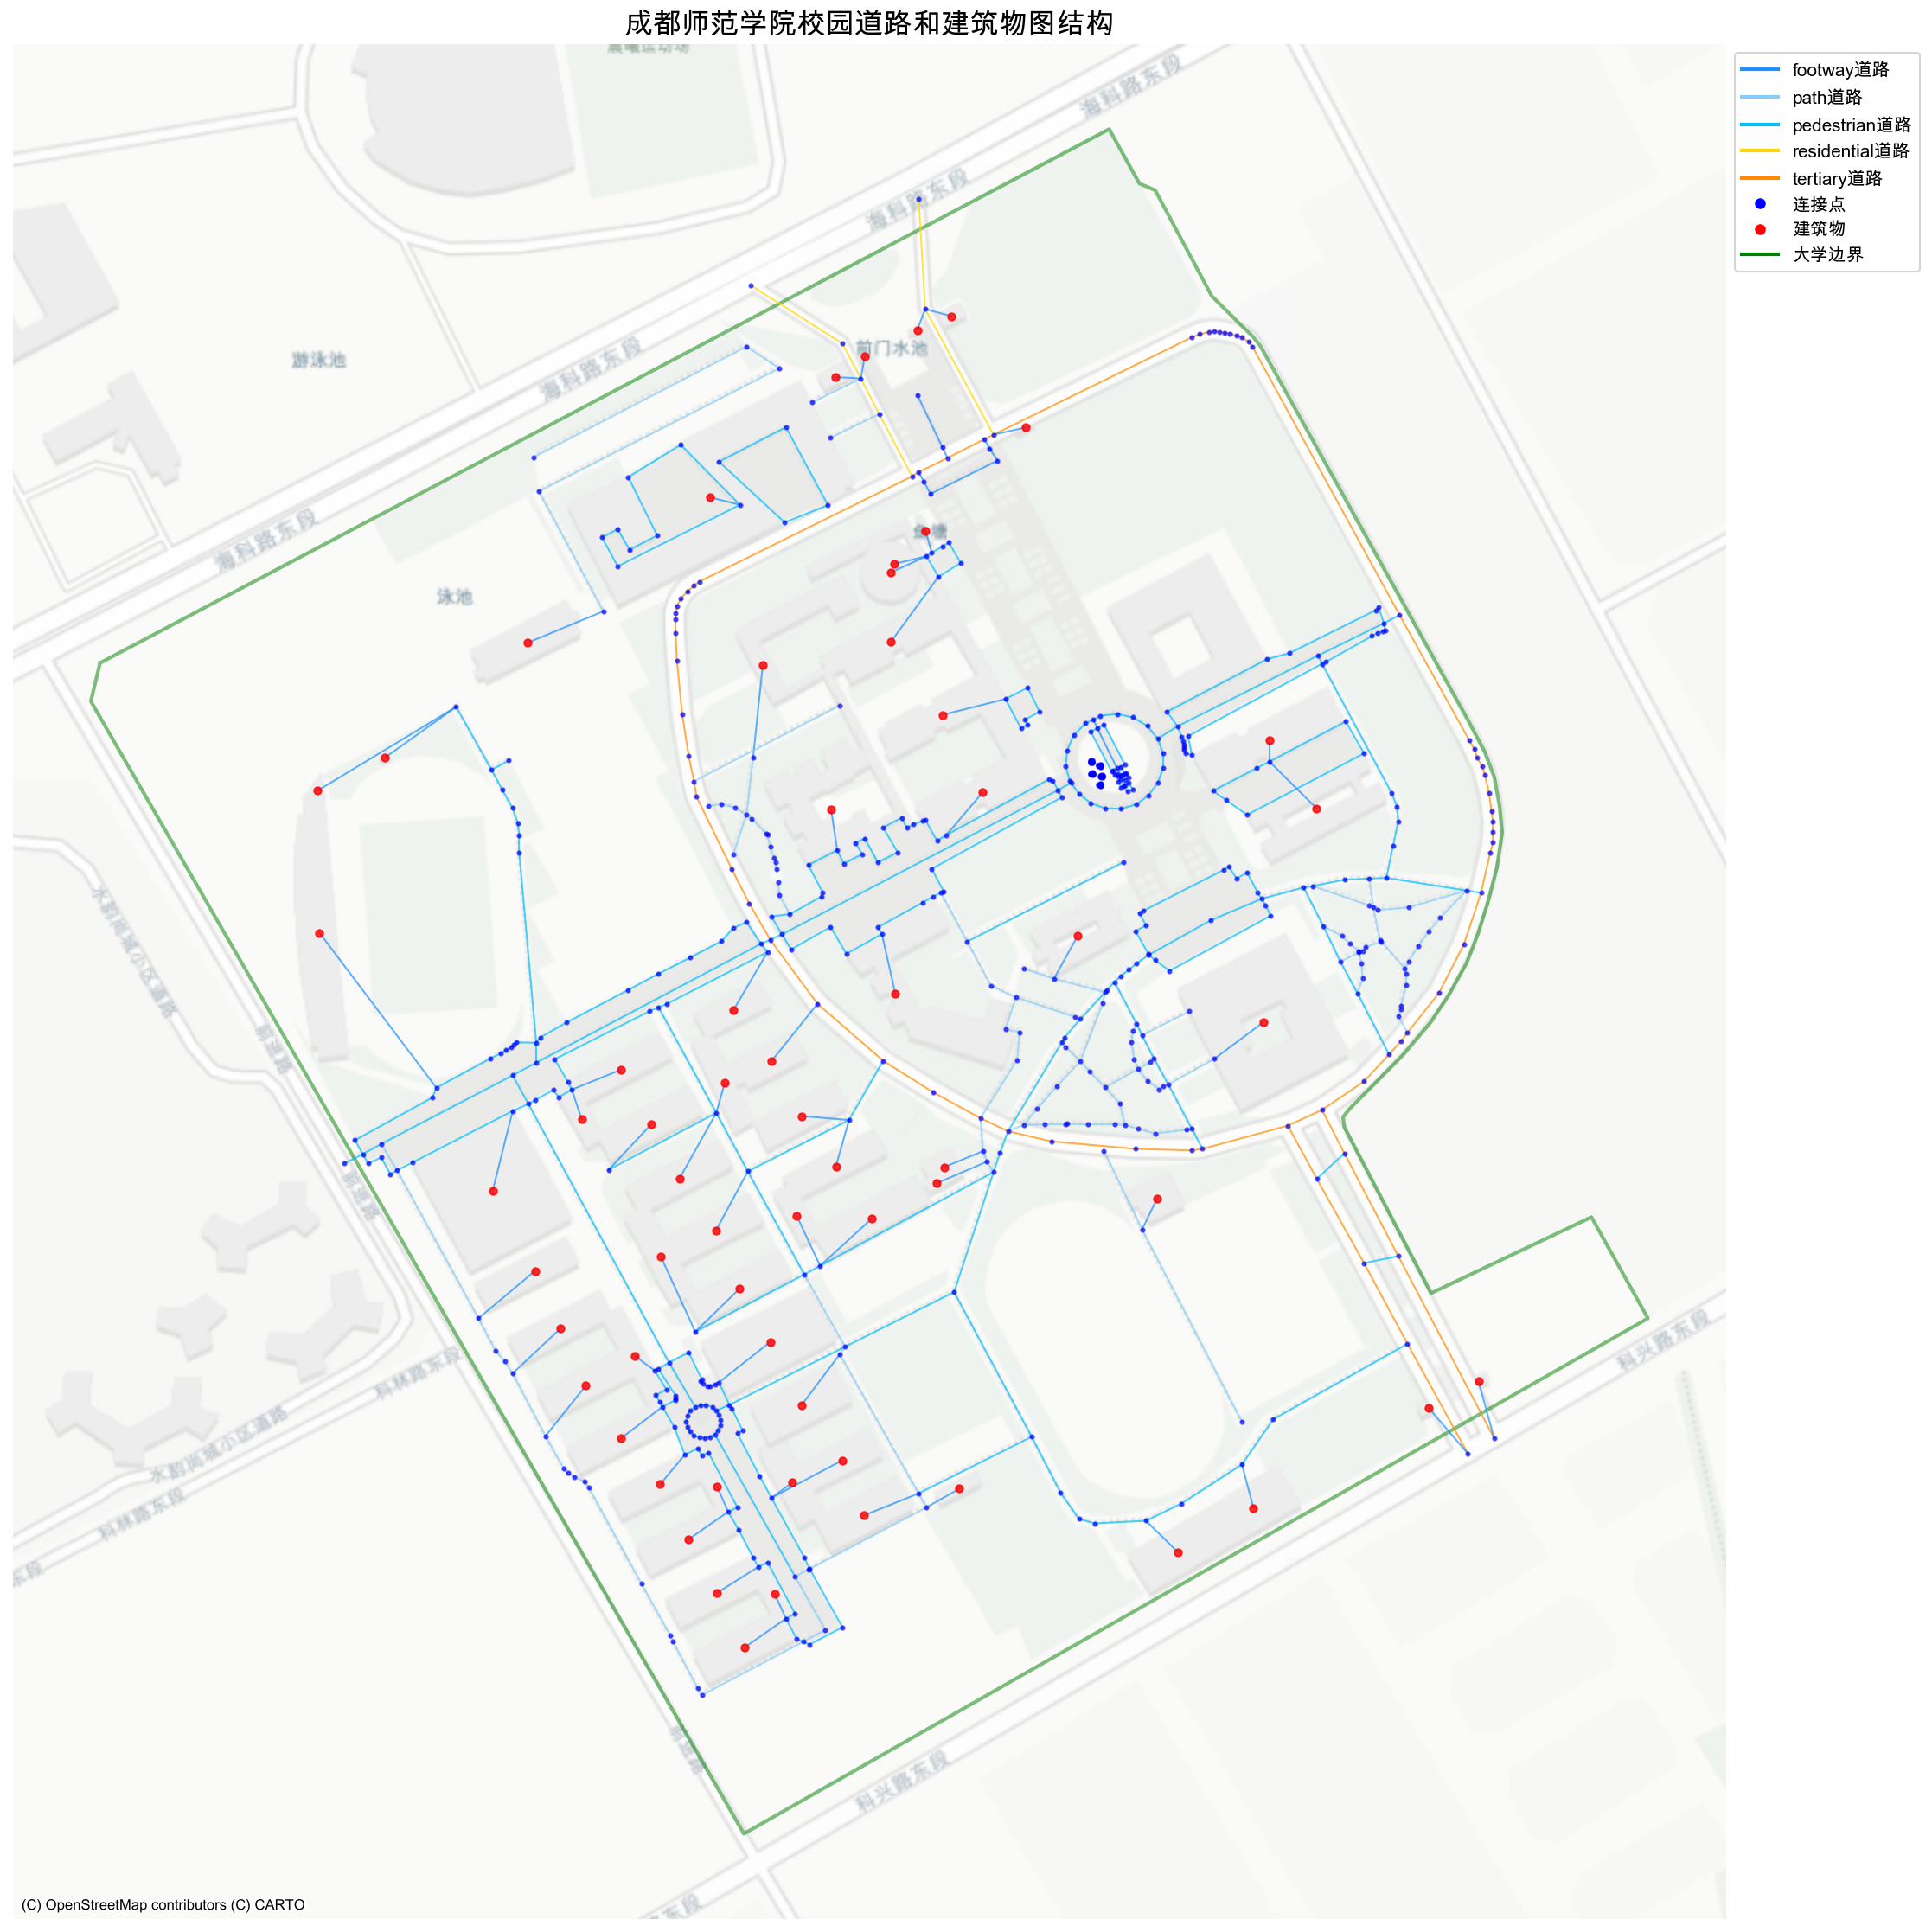 成都师范学院校园道路和建筑物图结构
footway道路
path道路
pedestrian道路
residential道路
tertiary道路
连接点
建筑物
大学边界
海科路东段
海科路东段
前门水池
海科路东段
游泳池
海科路东段
泳池
水韵尚城小区道路
科兴路东段
科林路东段
水韵尚城小区道路
科林路东段
东段
科兴路东段
路东段
(C) OpenStreetMap contributors (C) CARTO